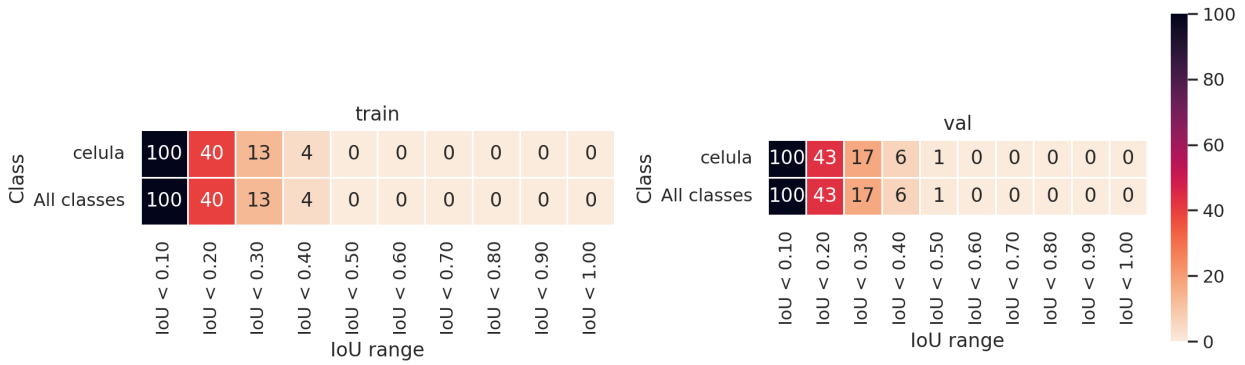 train
Class
celula
100 40 13 4 0 0 0 0 0 0
All classes
100 40 13 4 0 0 0 0 0 0
IoU < 0.10
IoU < 0.20
IoU < 0.30
IoU < 0.40
IoU < 0.50
IoU < 0.60
IoU < 0.70
IoU < 0.80
IoU < 0.90
IoU < 1.00
IoU range
val
Class
celula
100 43 17 6 1 0 0 0 0 0
All classes
100 43 17 6 1 0 0 0 0 0
IoU < 0.10
IoU < 0.20
IoU < 0.30
IoU < 0.40
IoU < 0.50
IoU < 0.60
IoU < 0.70
IoU < 0.80
IoU < 0.90
IoU < 1.00
IoU range
100
80
60
40
20
0